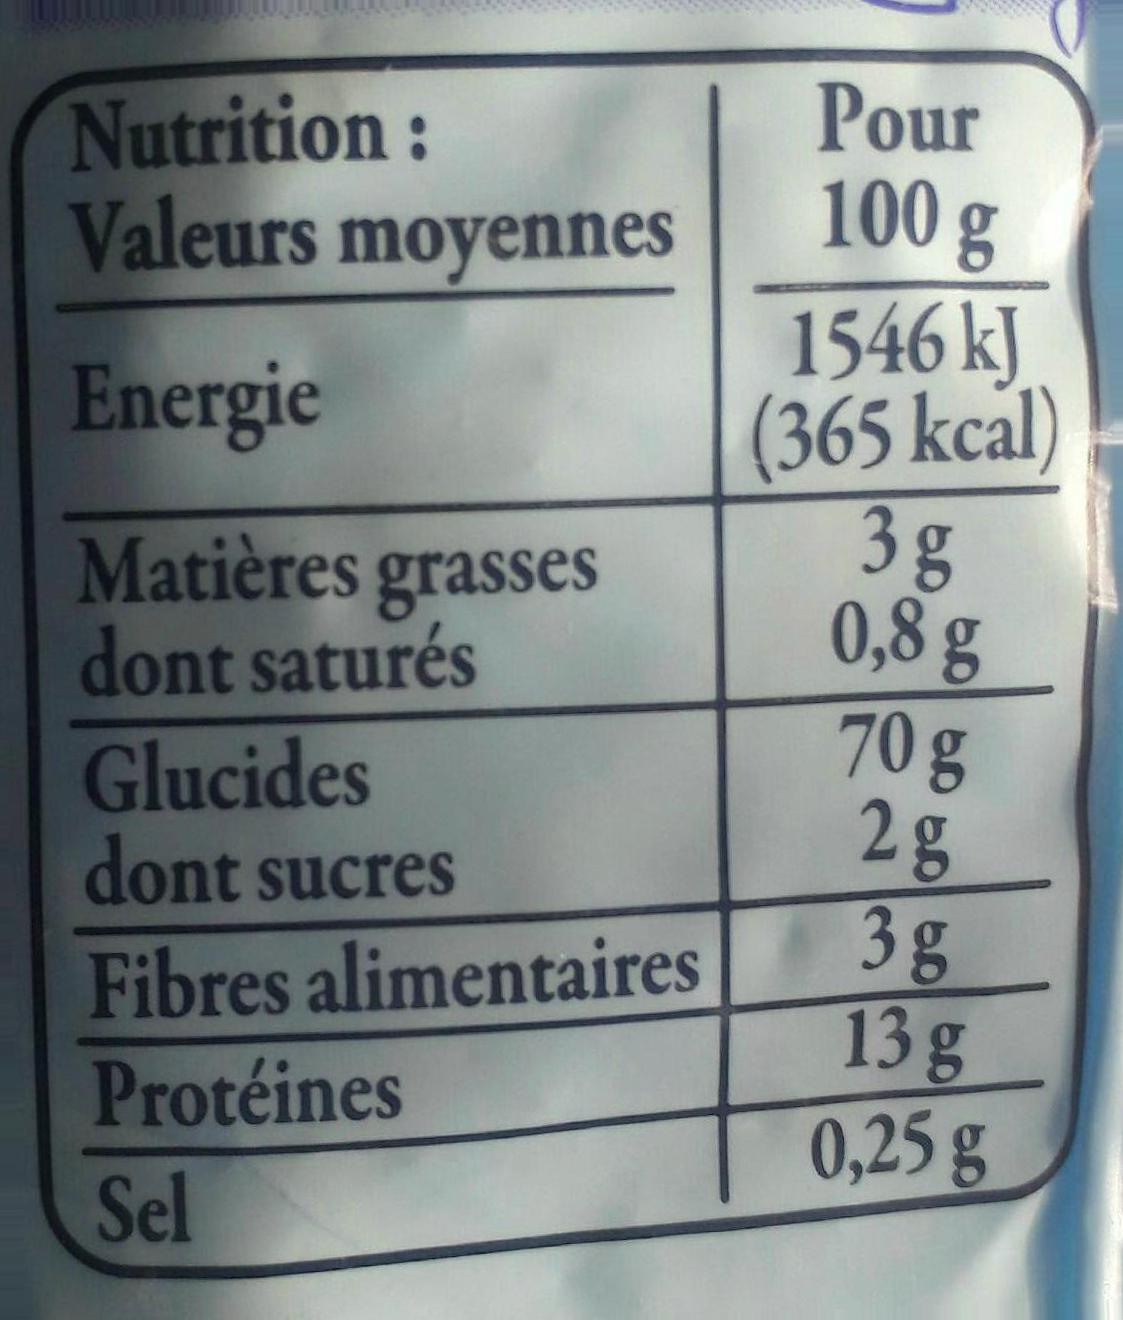 Nutrition : Pour
Valeurs moyennes 100 g
Energie 1546 kJ
(365 kcal)
Matières grasses 3 g
dont saturés 0,8 g
Glucides 70 g
dont sucres 2 g
Fibres alimentaires 3 g
Protéines 13 g
Sel 0,25 g